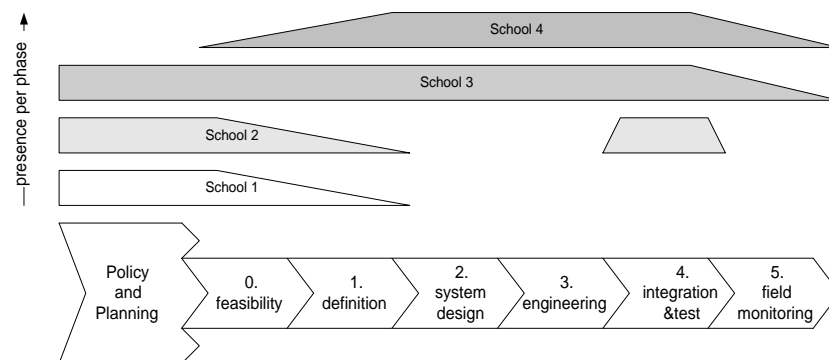 presence per phase
School 4
School 3
School 2
School 1
Policy
and
Planning
0.
feasibility
1.
definition
2.
system
design
3.
engineering
4.
integration
&test
5.
field
monitoring